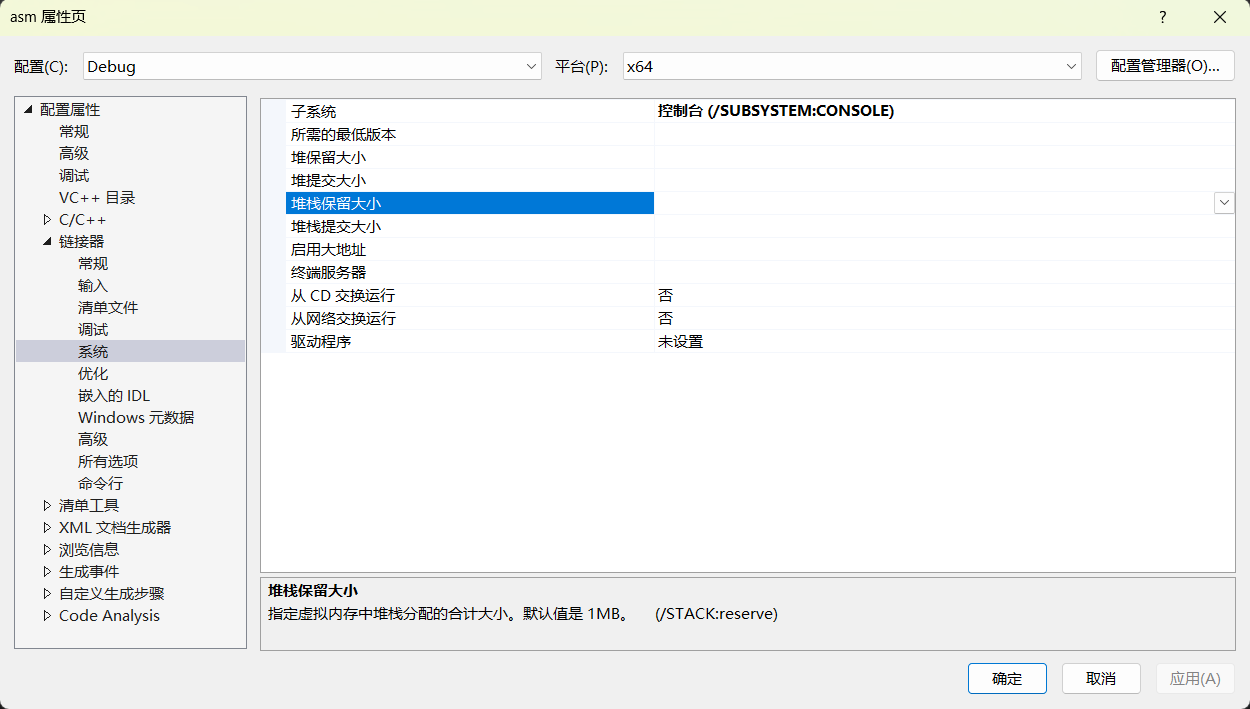 asm 属性页
配置(C): Debug 平台(P): x64 配置管理器(O)...
配置属性
常规
高级
调试
VC++ 目录
C/C++
链接器
常规
输入
清单文件
调试
系统
优化
嵌入的 IDL
Windows 元数据
高级
所有选项
命令行
清单工具
XML 文档生成器
浏览信息
生成事件
自定义生成步骤
Code Analysis
子系统 控制台 (/SUBSYSTEM:CONSOLE)
所需的最低版本
堆保留大小
堆提交大小
堆栈保留大小
堆栈提交大小
启用大地址
终端服务器
从 CD 交换运行 否
从网络交换运行 否
驱动程序 未设置
堆栈保留大小
指定虚拟内存中堆栈分配的合计大小。默认值是 1MB。 (/STACK:reserve)
确定 取消 应用(A)